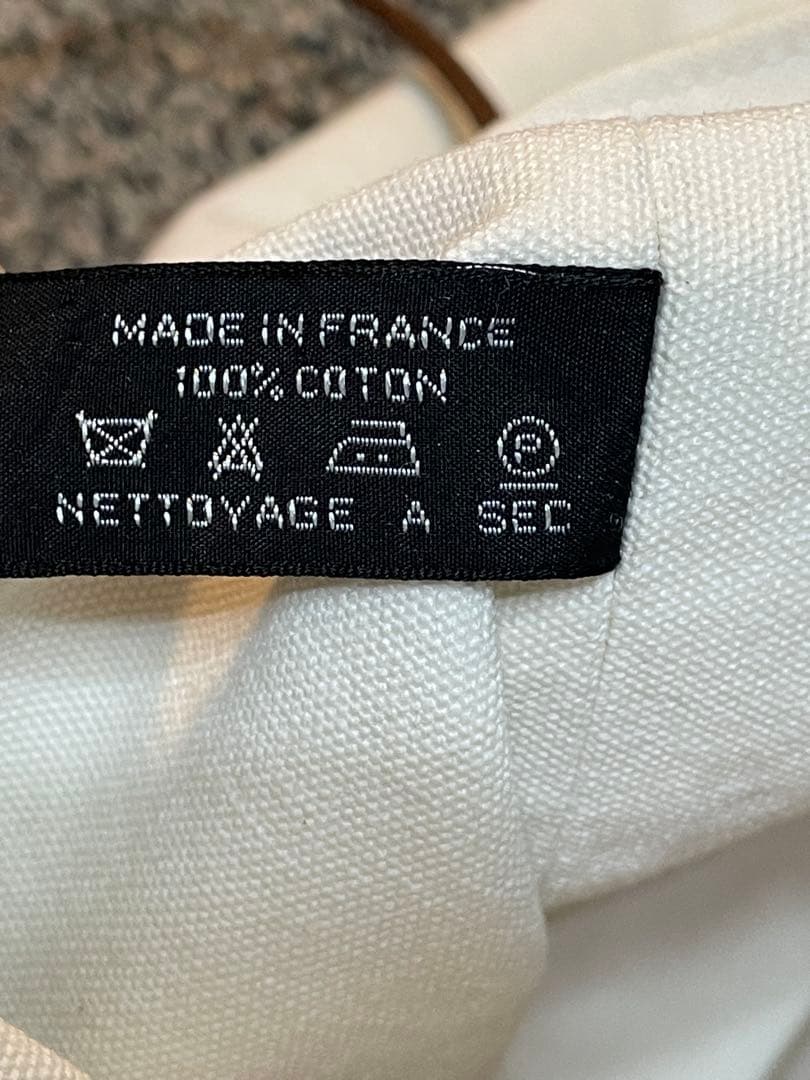 MADE IN FRANCE
100% COTON
P
NETTOYAGE A SEC